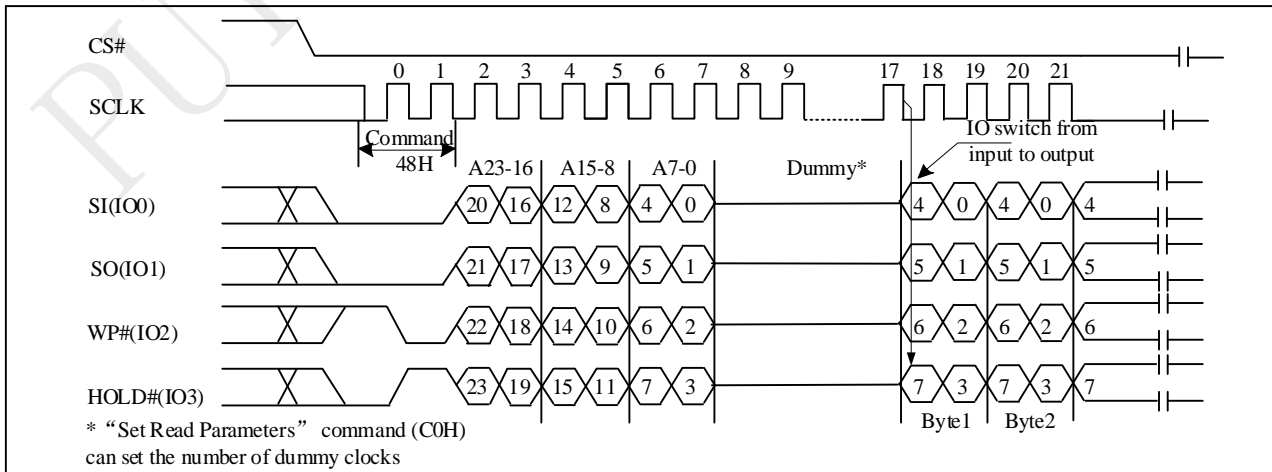 PUY
CS#
0 1 2 3 4 5 6 7 8 9 17 18 19 20 21
SCLK
Command
48H
IO switch from
input to output
A23-16 A15-8 A7-0 Dummy*
SI(IO0) 20 16 12 8 4 0 4 0 4 0 4
SO(IO1) 21 17 13 9 5 1 5 1 5 1 5
WP#(IO2) 22 18 14 10 6 2 6 2 6 2 6
HOLD#(IO3) 23 19 15 11 7 3 7 3 7 3 7
Byte1 Byte2
* “Set Read Parameters” command (C0H)
can set the number of dummy clocks